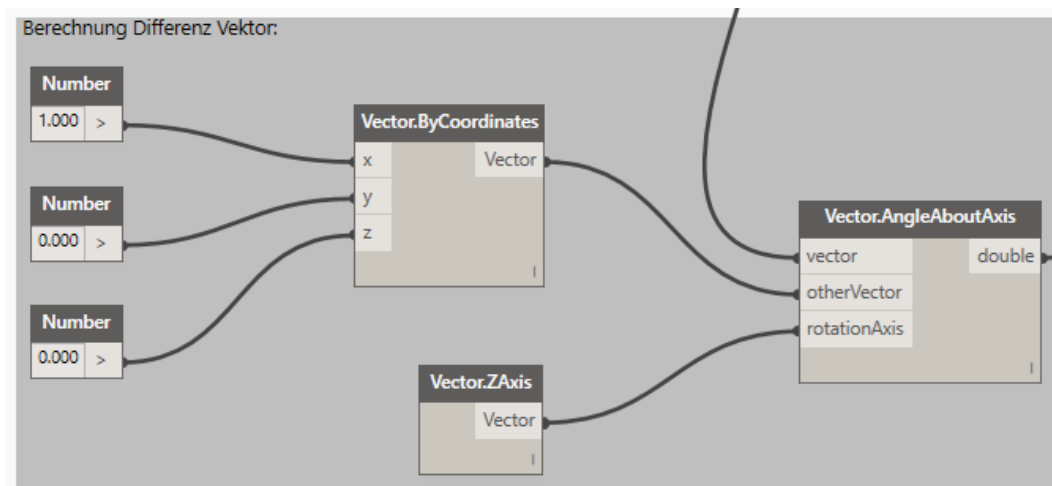 Berechnung Differenz Vektor:
Number
1.000 >
Number
0.000 >
Number
0.000 >
Vector.ByCoordinates
x Vector
y
z
l
Vector.ZAxis
Vector
l
Vector.AngleAboutAxis
vector double
otherVector
rotationAxis
l